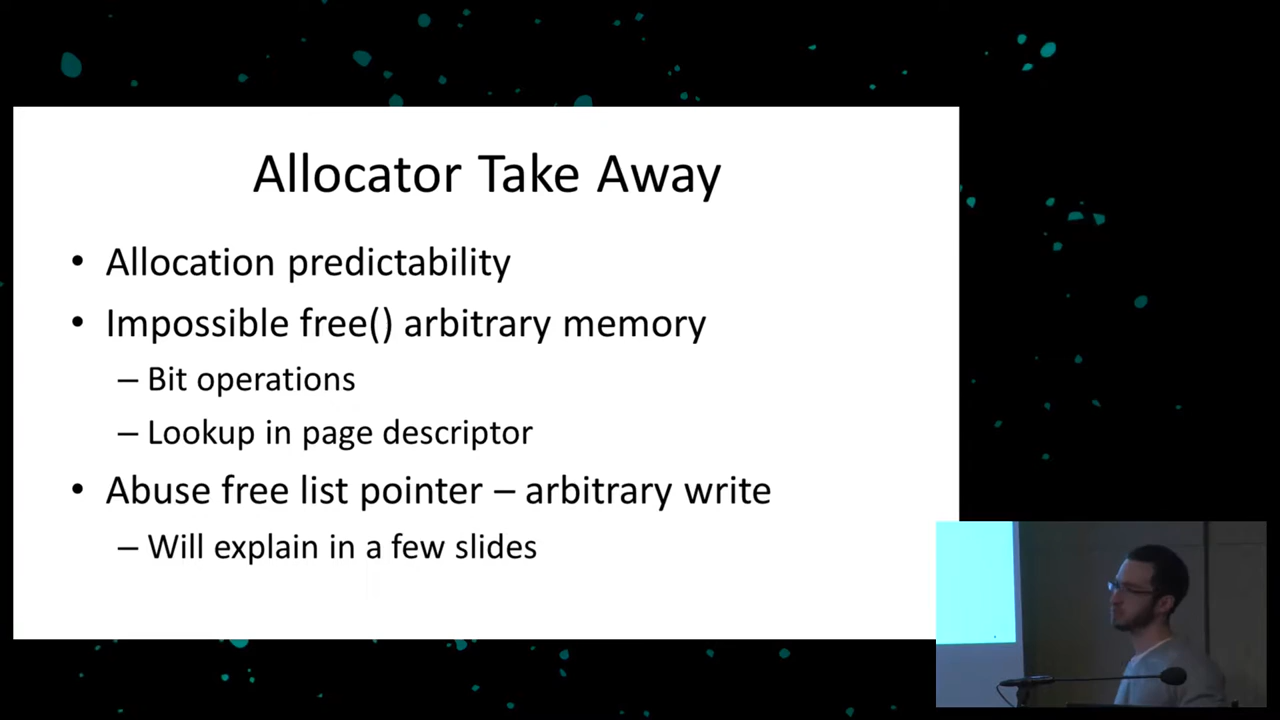 Allocator Take Away
• Allocation predictability
• Impossible free() arbitrary memory
– Bit operations
– Lookup in page descriptor
• Abuse free list pointer – arbitrary write
– Will explain in a few slides